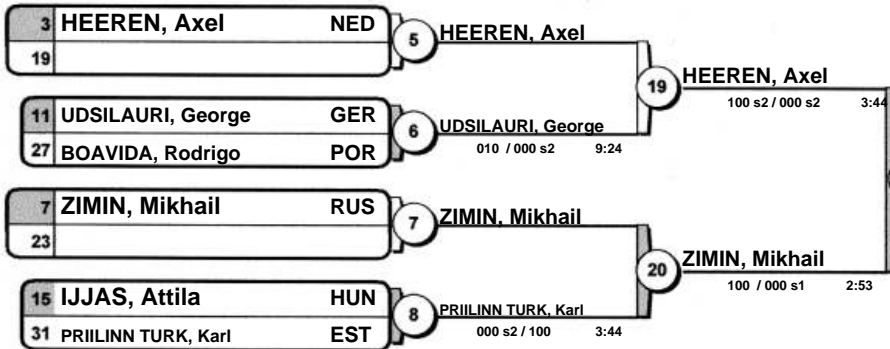 3 HEEREN, Axel NED
19
5 HEEREN, Axel
11 UDSILAURI, George GER
27 BOAVIDA, Rodrigo POR
6 UDSILAURI, George
010 / 000 s2 9:24
19 HEEREN, Axel
100 s2 / 000 s2 3:44
7 ZIMIN, Mikhail RUS
23
7 ZIMIN, Mikhail
15 IJJAS, Attila HUN
31 PRIILINN TURK, Karl EST
8 PRIILINN TURK, Karl
000 s2 / 100 3:44
20 ZIMIN, Mikhail
100 / 000 s1 2:53